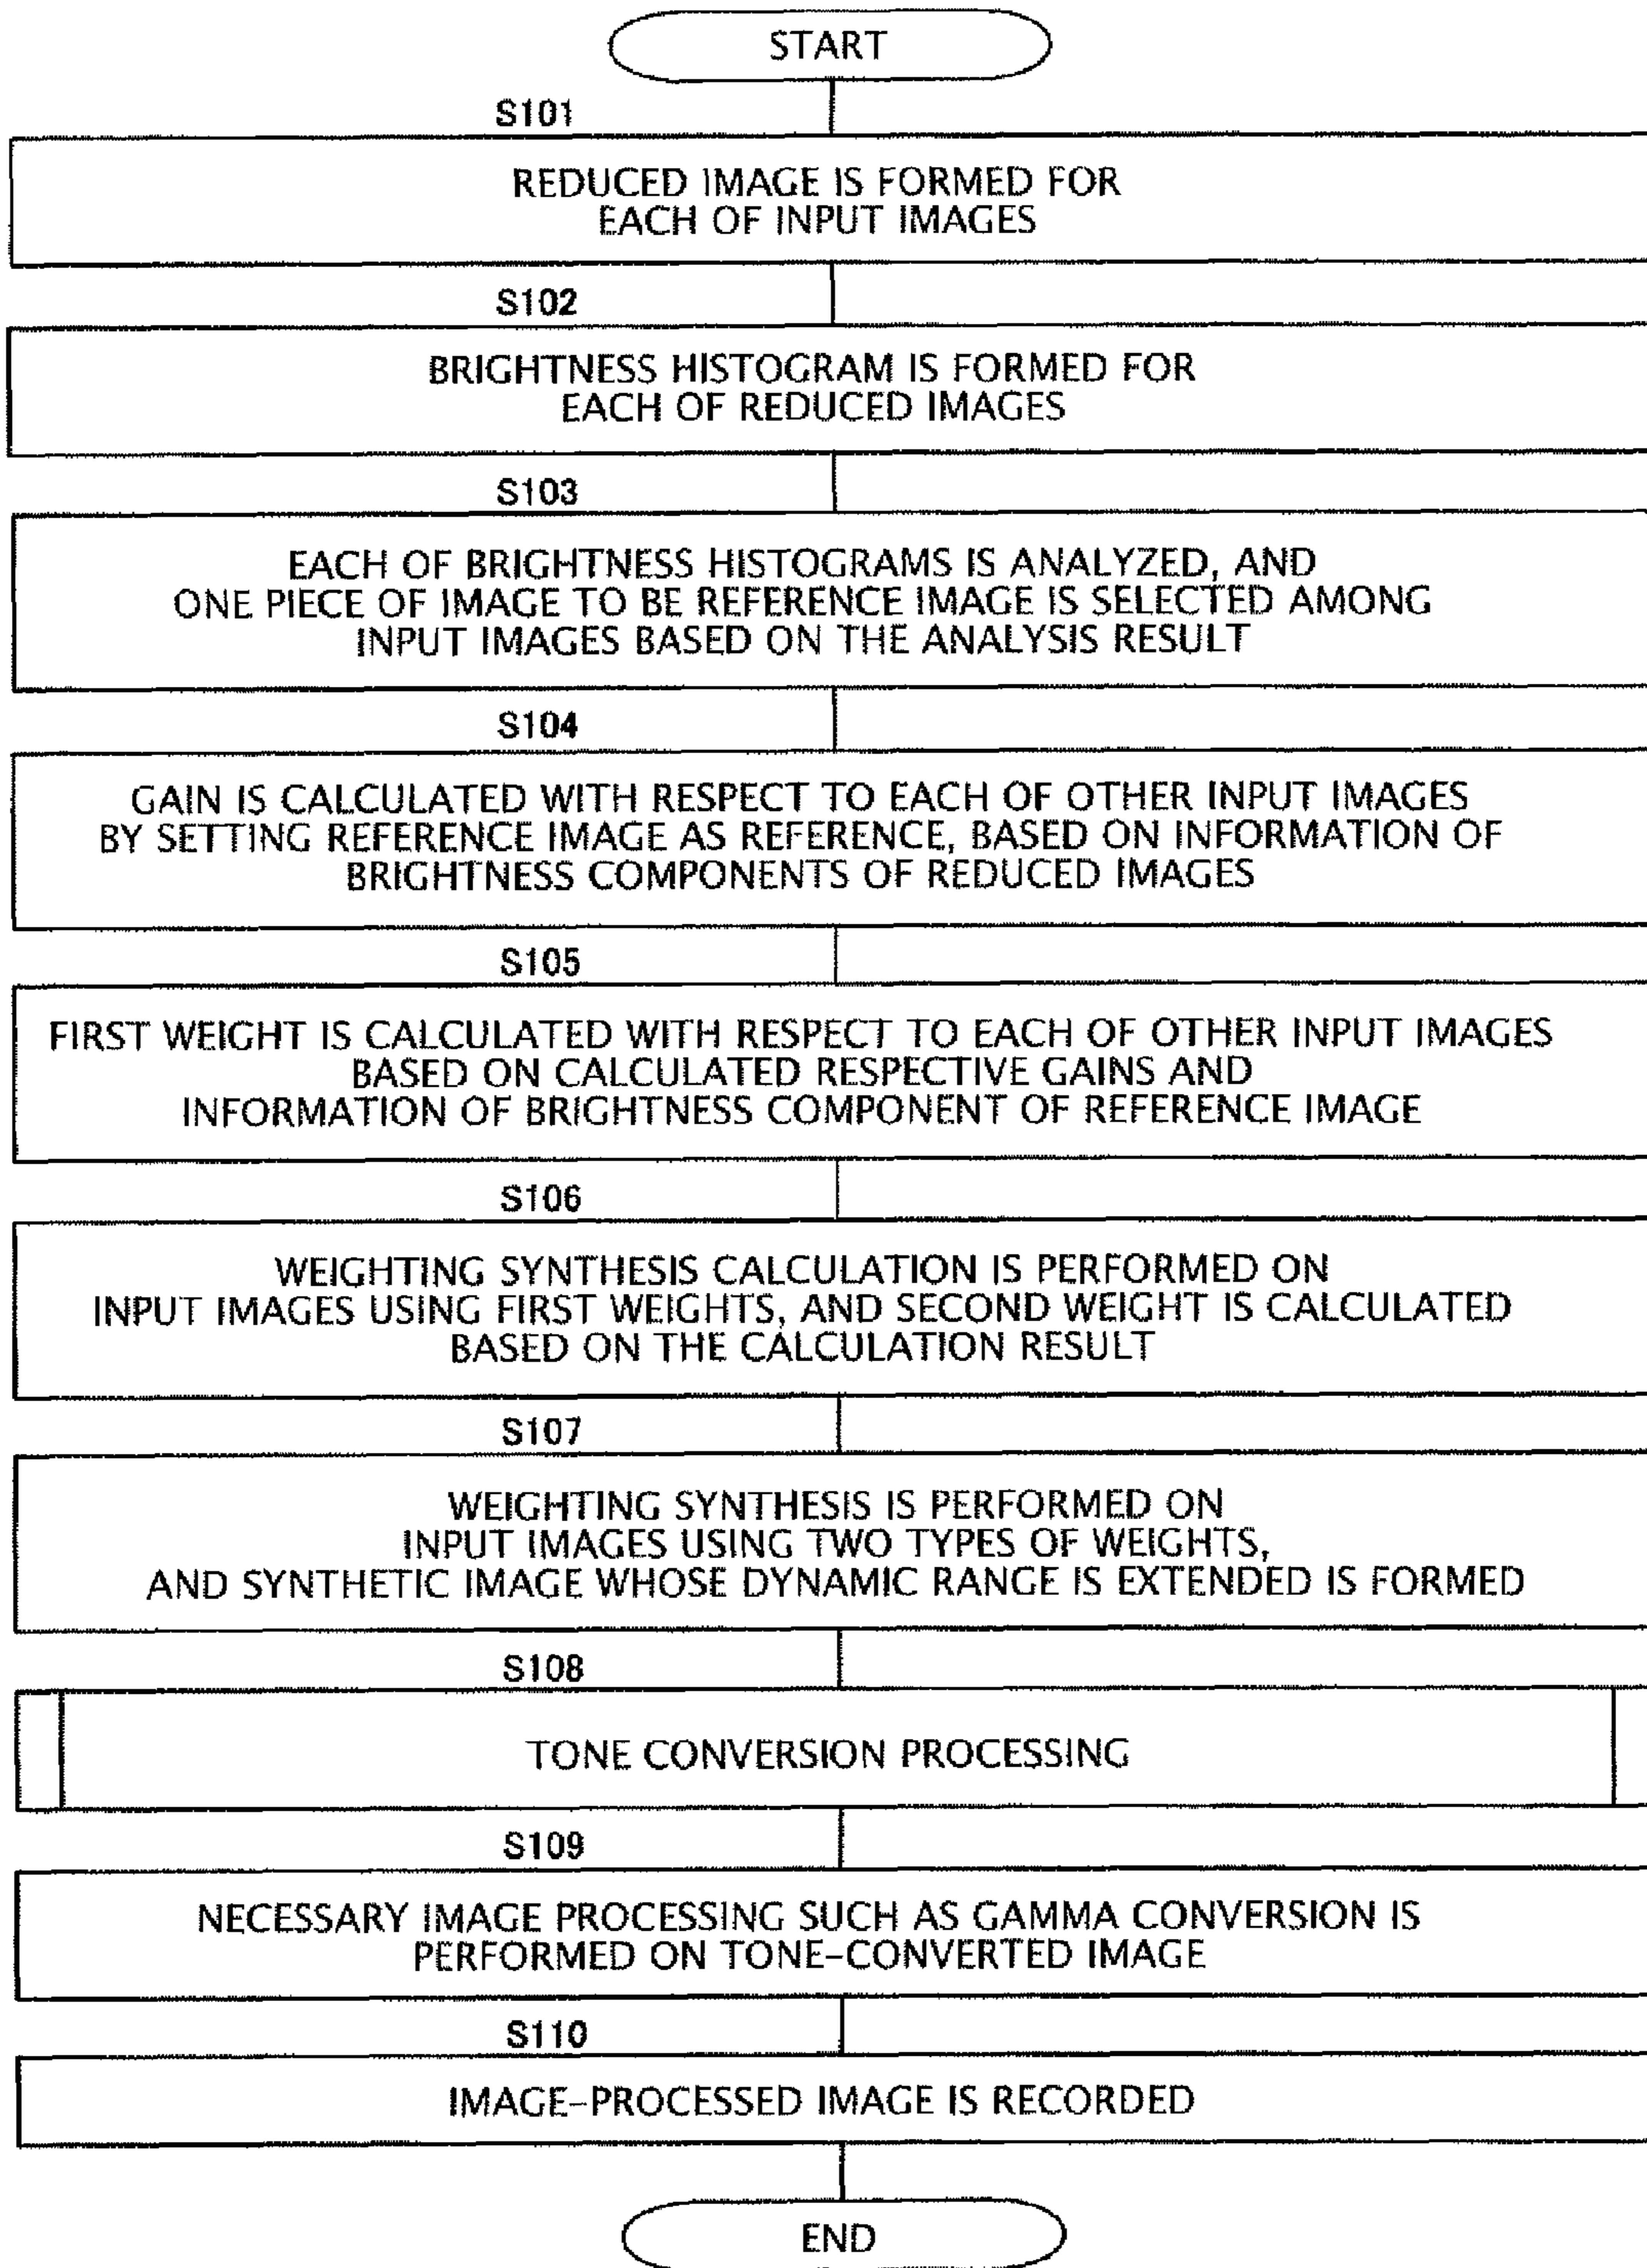 START
S101
REDUCED IMAGE IS FORMED FOR
EACH OF INPUT IMAGES
S102
BRIGHTNESS HISTOGRAM IS FORMED FOR
EACH OF REDUCED IMAGES
S103
EACH OF BRIGHTNESS HISTOGRAMS IS ANALYZED, AND
ONE PIECE OF IMAGE TO BE REFERENCE IMAGE IS SELECTED AMONG
INPUT IMAGES BASED ON THE ANALYSIS RESULT
S104
GAIN IS CALCULATED WITH RESPECT TO EACH OF OTHER INPUT IMAGES
BY SETTING REFERENCE IMAGE AS REFERENCE, BASED ON INFORMATION OF
BRIGHTNESS COMPONENTS OF REDUCED IMAGES
S105
FIRST WEIGHT IS CALCULATED WITH RESPECT TO EACH OF OTHER INPUT IMAGES
BASED ON CALCULATED RESPECTIVE GAINS AND
INFORMATION OF BRIGHTNESS COMPONENT OF REFERENCE IMAGE
S106
WEIGHTING SYNTHESIS CALCULATION IS PERFORMED ON
INPUT IMAGES USING FIRST WEIGHTS, AND SECOND WEIGHT IS CALCULATED
BASED ON THE CALCULATION RESULT
S107
WEIGHTING SYNTHESIS IS PERFORMED ON
INPUT IMAGES USING TWO TYPES OF WEIGHTS,
AND SYNTHETIC IMAGE WHOSE DYNAMIC RANGE IS EXTENDED IS FORMED
S108
TONE CONVERSION PROCESSING
S109
NECESSARY IMAGE PROCESSING SUCH AS GAMMA CONVERSION IS
PERFORMED ON TONE-CONVERTED IMAGE
S110
IMAGE-PROCESSED IMAGE IS RECORDED
END